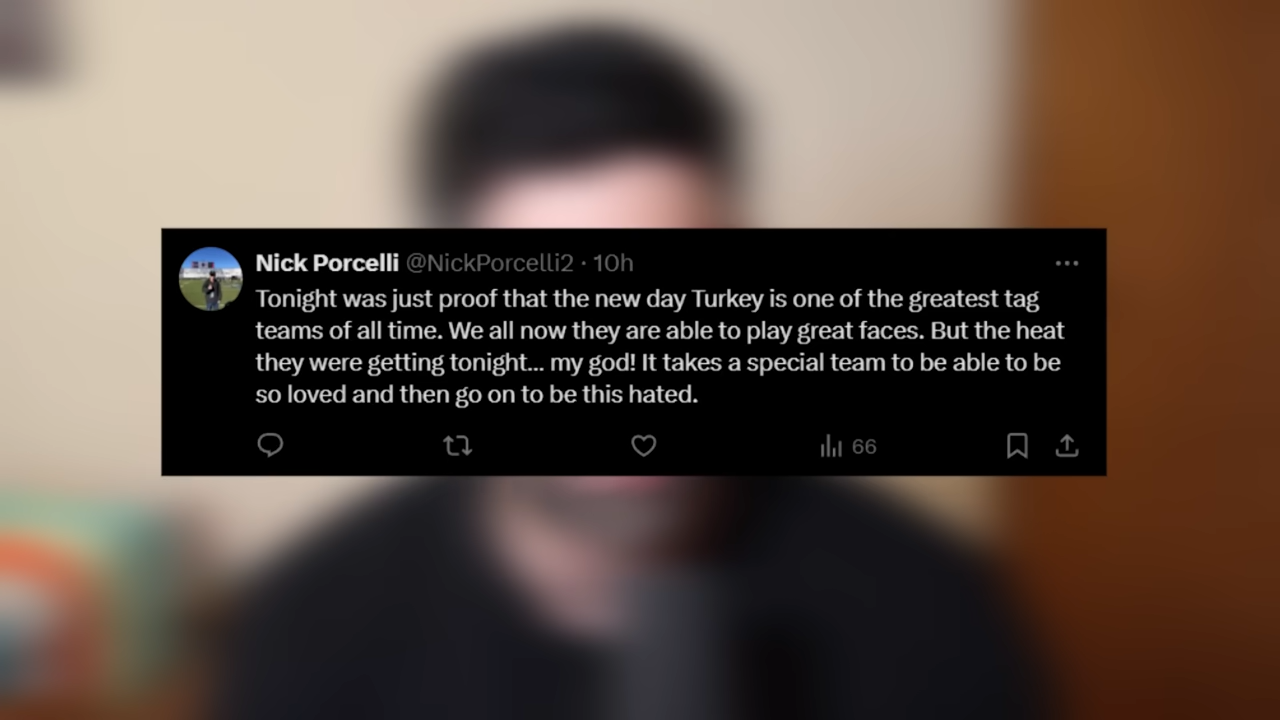 Nick Porcelli @NickPorcelli2 · 10h
Tonight was just proof that the new day Turkey is one of the greatest tag
teams of all time. We all now they are able to play great faces. But the heat
they were getting tonight... my god! It takes a special team to be able to be
so loved and then go on to be this hated.
66